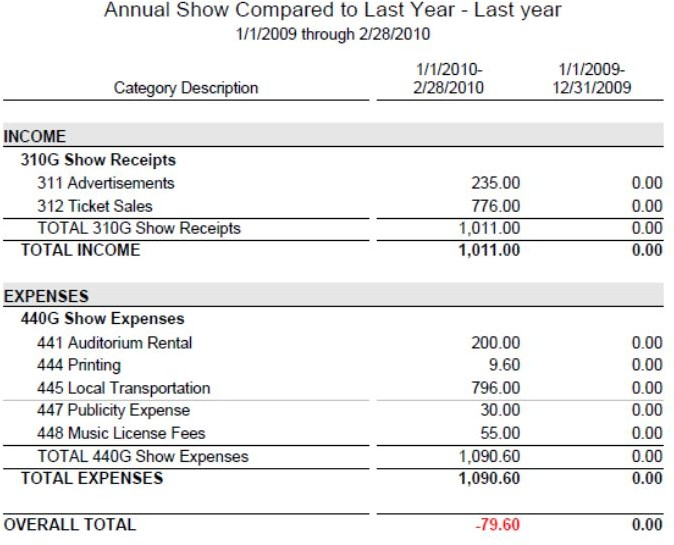 Annual Show Compared to Last Year - Last year
1/1/2009 through 2/28/2010
1/1/2010- 1/1/2009-
Category Description 2/28/2010 12/31/2009
INCOME
310G Show Receipts
311 Advertisements 235.00 0.00
312 Ticket Sales 776.00 0.00
TOTAL 310G Show Receipts 1,011.00 0.00
TOTAL INCOME 1,011.00 0.00
EXPENSES
440G Show Expenses
441 Auditorium Rental 200.00 0.00
444 Printing 9.60 0.00
445 Local Transportation 796.00 0.00
447 Publicity Expense 30.00 0.00
448 Music License Fees 55.00 0.00
TOTAL 440G Show Expenses 1,090.60 0.00
TOTAL EXPENSES 1,090.60 0.00
OVERALL TOTAL -79.60 0.00